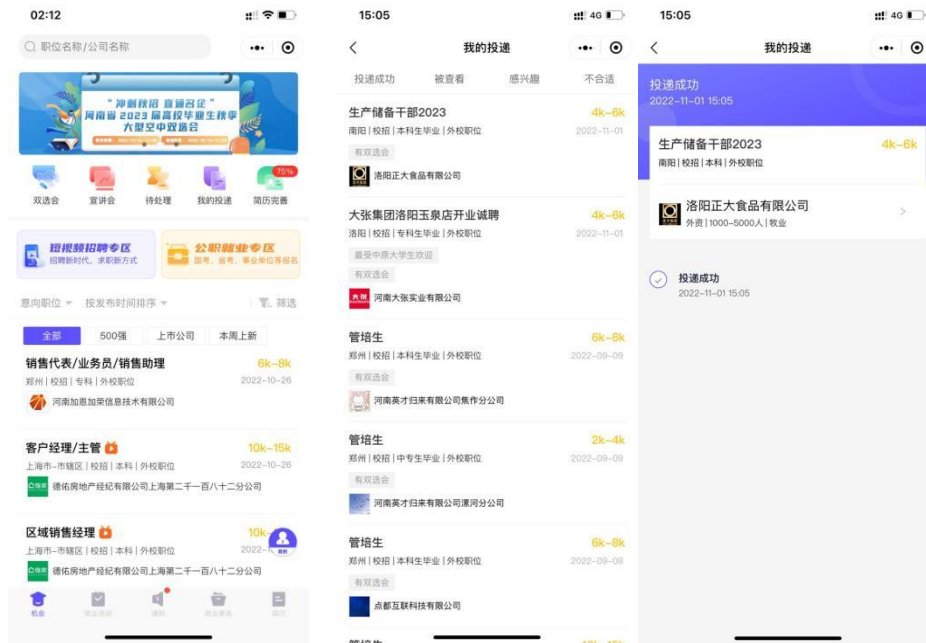 02:12
职位名称/公司名称
“冲刺秋招 直通名企”
河南省 2023 届高校毕业生秋季
大型空中双选会
双选会
宣讲会
待处理
我的投递
75%
简历完善
短视频招聘专区
招聘新时代、求职新方式
公职就业专区
国考、省考、事业单位等报名
意向职位
按发布时间排序
筛选
全部
500强
上市公司
本周上新
销售代表/业务员/销售助理
6k-8k
郑州|校招|专科|外校职位
2022-10-26
河南加恩加荣信息技术有限公司
客户经理/主管
10k-15k
上海市-市辖区|校招|本科|外校职位
2022-10-26
德佑房地产经纪有限公司上海第二千一百八十二分公司
区域销售经理
10k-
上海市-市辖区|校招|本科|外校职位
2022-
德佑房地产经纪有限公司上海第二千一百八十二分公司
机会
就业活动
通知
简历
15:05
4G
我的投递
投递成功
被查看
感兴趣
不合适
生产储备干部2023
4k-6k
南阳|校招|本科生毕业|外校职位
2022-11-01
有双选会
洛阳正大食品有限公司
大张集团洛阳玉泉店开业诚聘
4k-6k
洛阳|校招|专科生毕业|外校职位
2022-11-01
最受中原大学生欢迎
有双选会
大张
河南大张实业有限公司
管培生
6k-8k
郑州|校招|本科生毕业|外校职位
2022-09-09
有双选会
河南英才归来有限公司焦作分公司
管培生
2k-4k
郑州|校招|中专生毕业|外校职位
2022-09-09
有双选会
河南英才归来有限公司漯河分公司
管培生
6k-8k
郑州|校招|本科生毕业|外校职位
2022-09-09
有双选会
点都互联科技有限公司
15:05
4G
我的投递
投递成功
2022-11-01 15:05
生产储备干部2023
4k-6k
南阳|校招|本科|外校职位
洛阳正大食品有限公司
外资|1000-5000人|牧业
投递成功
2022-11-01 15:05